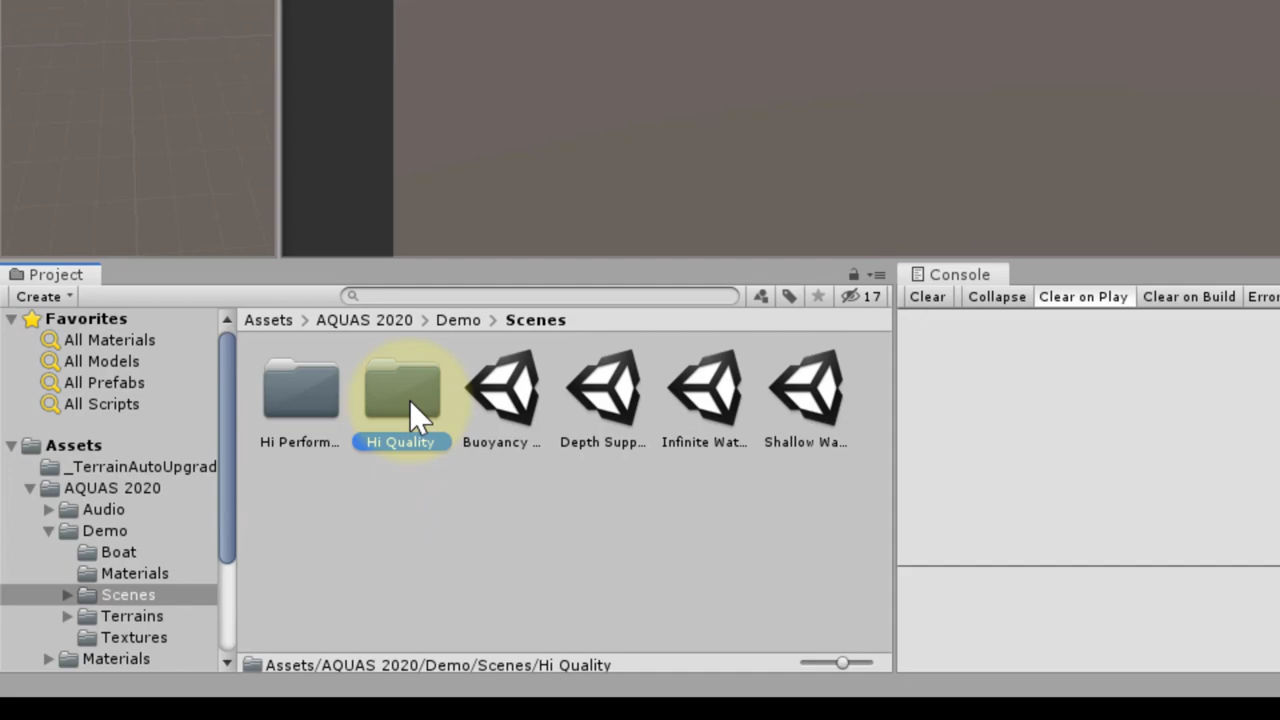 Project
Console
Create
17
Clear
Collapse
Clear on Play
Clear on Build
Error
Favorites
All Materials
All Models
All Prefabs
All Scripts
Assets
_TerrainAutoUpgrad
AQUAS 2020
Audio
Demo
Boat
Materials
Scenes
Terrains
Textures
Materials
Assets > AQUAS 2020 > Demo > Scenes
Hi Perform...
Hi Quality
Buoyancy ...
Depth Supp...
Infinite Wat...
Shallow Wa...
Assets/AQUAS 2020/Demo/Scenes/Hi Quality